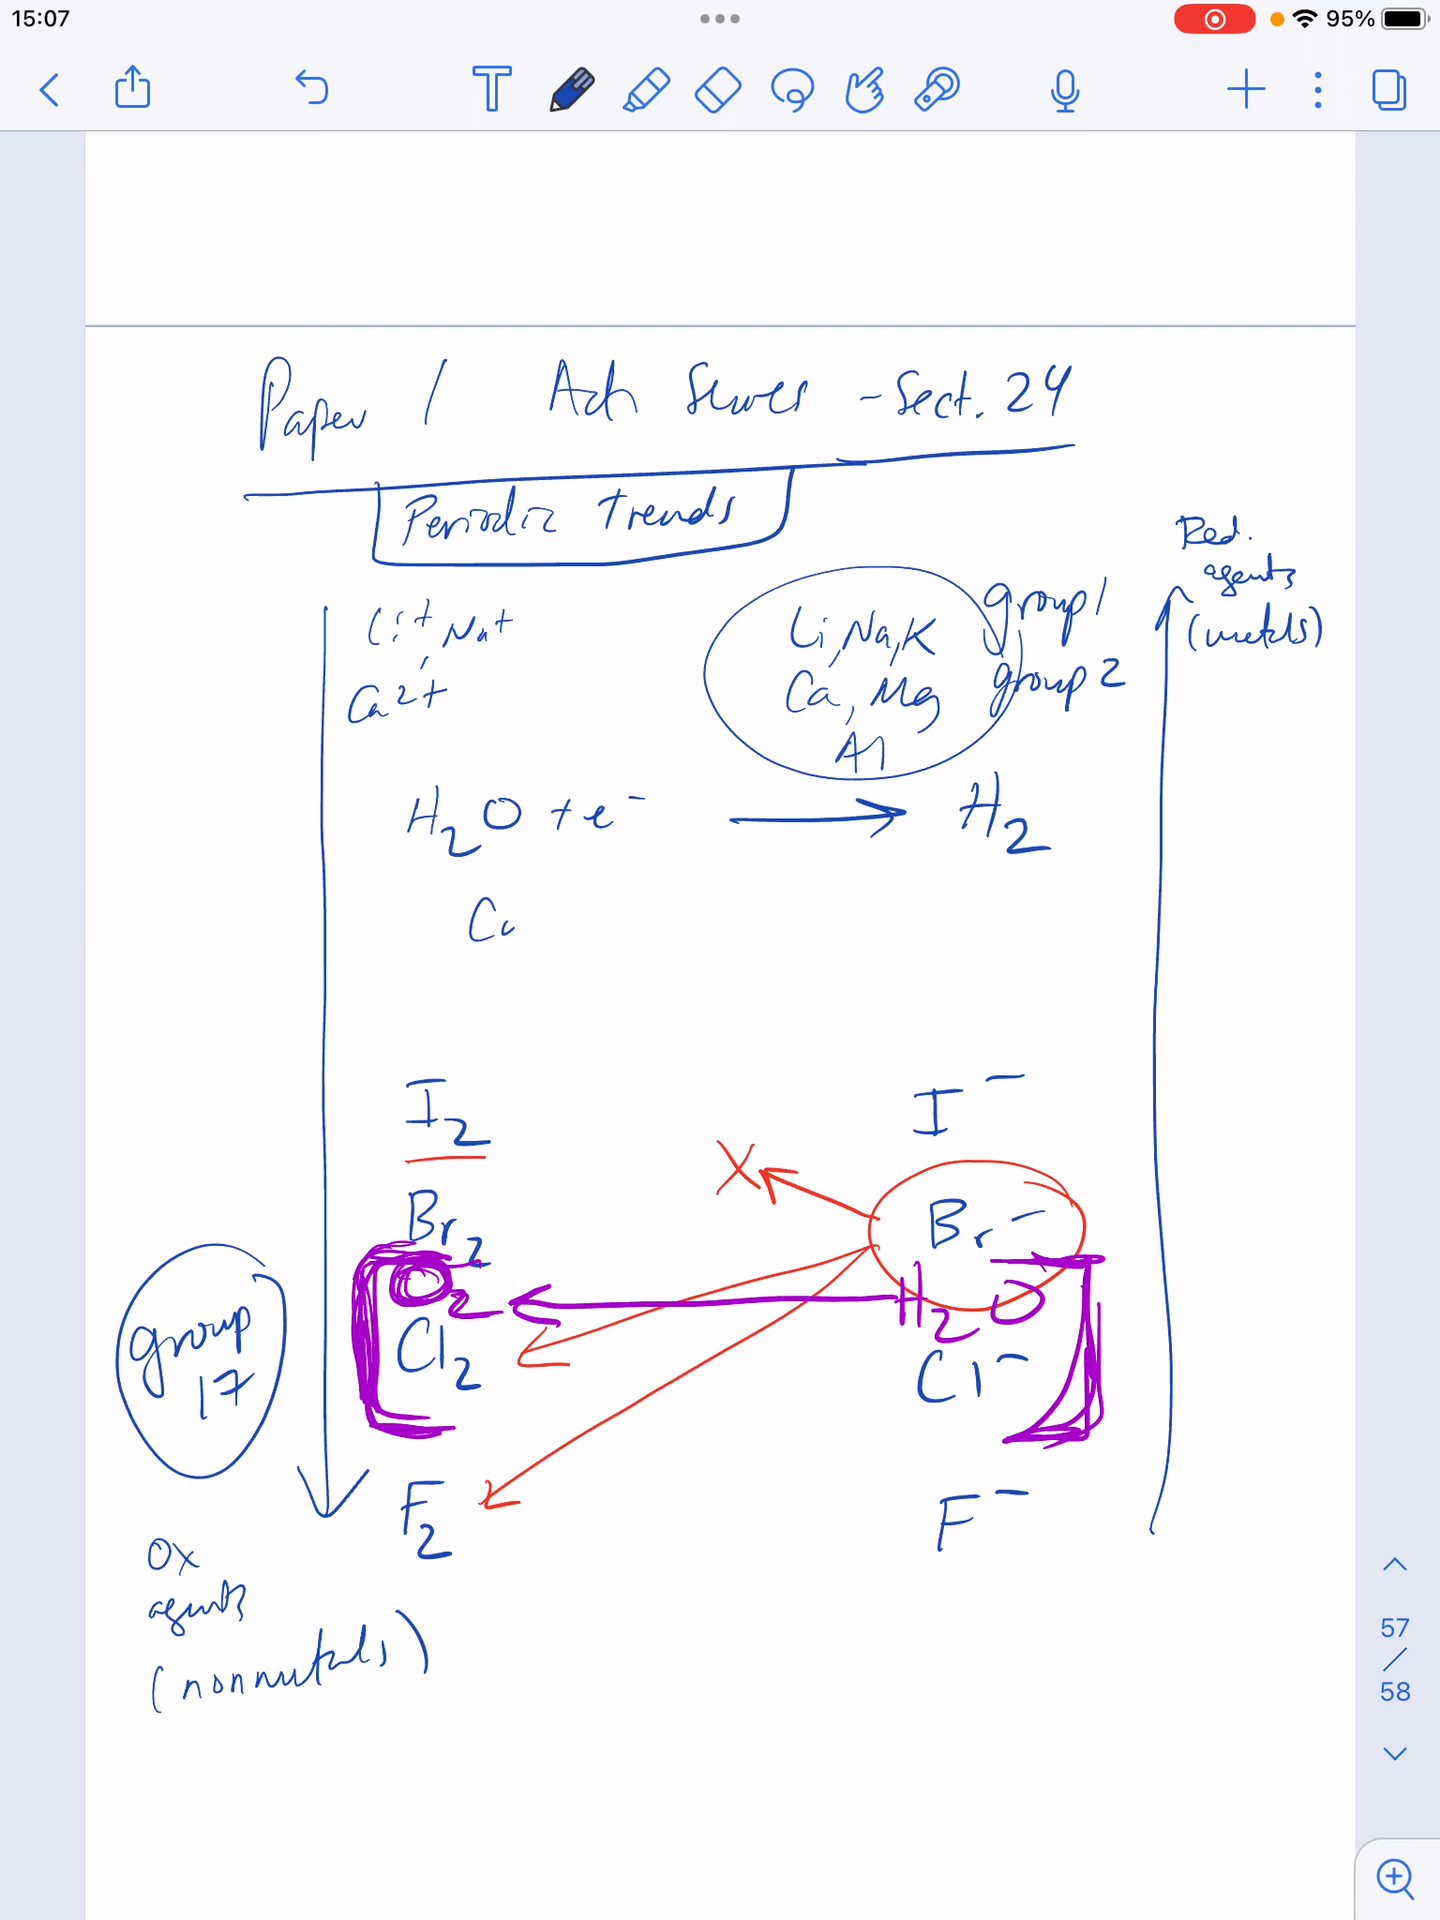 15:07
95%
T
Paper 1 Act Series - Sect. 24
Periodic Trends
Red.
agents
(metals)
Li+, Na+
Ca2+
Li, Na, K group 1
Ca, Mg group 2
Al
H2O + e- → H2
Cu
I2 I-
Br2 Br-
O2 ← H2O
Cl2 Cl-
group
17
X
F2 F-
Ox
agents
(nonmetals)
57
/
58